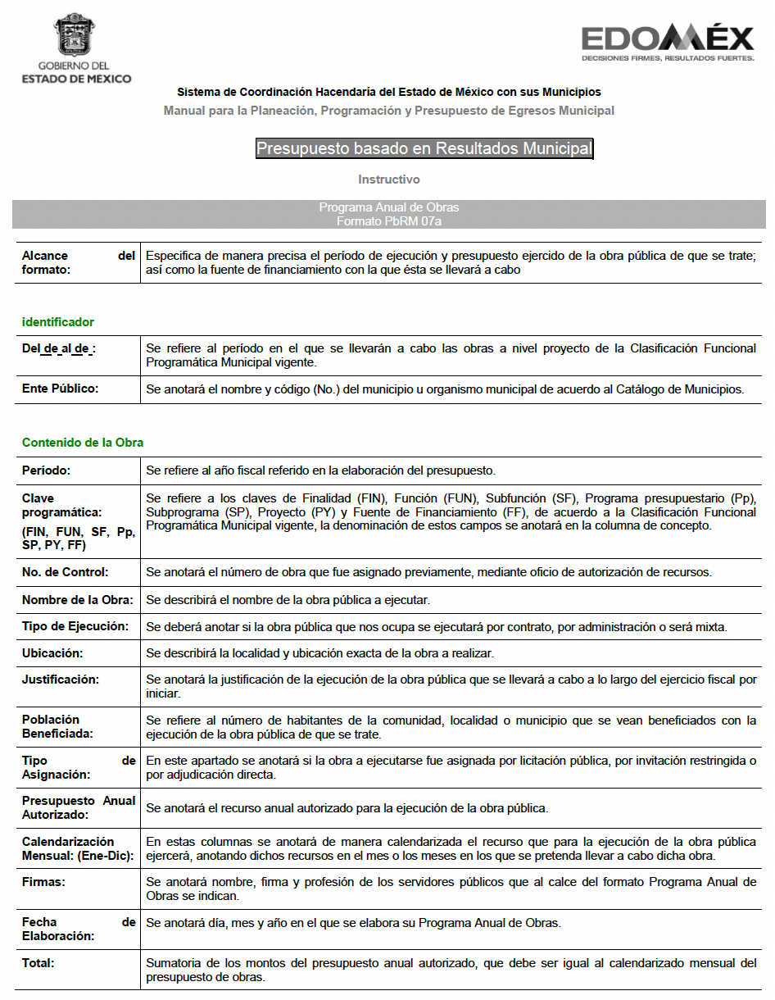 GOBIERNO DEL
ESTADO DE MÉXICO
EDOMÉX
DECISIONES FIRMES, RESULTADOS FUERTES.
Sistema de Coordinación Hacendaría del Estado de México con sus Municipios
Manual para la Planeación, Programación y Presupuesto de Egresos Municipal
Presupuesto basado en Resultados Municipal
Instructivo
Programa Anual de Obras
Formato PbRM 07a
Alcance del
formato:
Especifica de manera precisa el período de ejecución y presupuesto ejercido de la obra pública de que se trate;
así como la fuente de financiamiento con la que ésta se llevará a cabo
identificador
Del de al de :
Se refiere al período en el que se llevarán a cabo las obras a nivel proyecto de la Clasificación Funcional
Programática Municipal vigente.
Ente Público:
Se anotará el nombre y código (No.) del municipio u organismo municipal de acuerdo al Catálogo de Municipios.
Contenido de la Obra
Período:
Se refiere al año fiscal referido en la elaboración del presupuesto.
Clave
programática:
(FIN, FUN, SF, Pp,
SP, PY, FF)
Se refiere a los claves de Finalidad (FIN), Función (FUN), Subfunción (SF), Programa presupuestario (Pp),
Subprograma (SP), Proyecto (PY) y Fuente de Financiamiento (FF), de acuerdo a la Clasificación Funcional
Programática Municipal vigente, la denominación de estos campos se anotará en la columna de concepto.
No. de Control:
Se anotará el número de obra que fue asignado previamente, mediante oficio de autorización de recursos.
Nombre de la Obra:
Se describirá el nombre de la obra pública a ejecutar.
Tipo de Ejecución:
Se deberá anotar si la obra pública que nos ocupa se ejecutará por contrato, por administración o será mixta.
Ubicación:
Se describirá la localidad y ubicación exacta de la obra a realizar.
Justificación:
Se anotará la justificación de la ejecución de la obra pública que se llevará a cabo a lo largo del ejercicio fiscal por
iniciar.
Población
Beneficiada:
Se refiere al número de habitantes de la comunidad, localidad o municipio que se vean beneficiados con la
ejecución de la obra pública de que se trate.
Tipo de
Asignación:
En este apartado se anotará si la obra a ejecutarse fue asignada por licitación pública, por invitación restringida o
por adjudicación directa.
Presupuesto Anual
Autorizado:
Se anotará el recurso anual autorizado para la ejecución de la obra pública.
Calendarización
Mensual: (Ene-Dic):
En estas columnas se anotará de manera calendarizada el recurso que para la ejecución de la obra pública
ejercerá, anotando dichos recursos en el mes o los meses en los que se pretenda llevar a cabo dicha obra.
Firmas:
Se anotará nombre, firma y profesión de los servidores públicos que al calce del formato Programa Anual de
Obras se indican.
Fecha de
Elaboración:
Se anotará día, mes y año en el que se elabora su Programa Anual de Obras.
Total:
Sumatoria de los montos del presupuesto anual autorizado, que debe ser igual al calendarizado mensual del
presupuesto de obras.